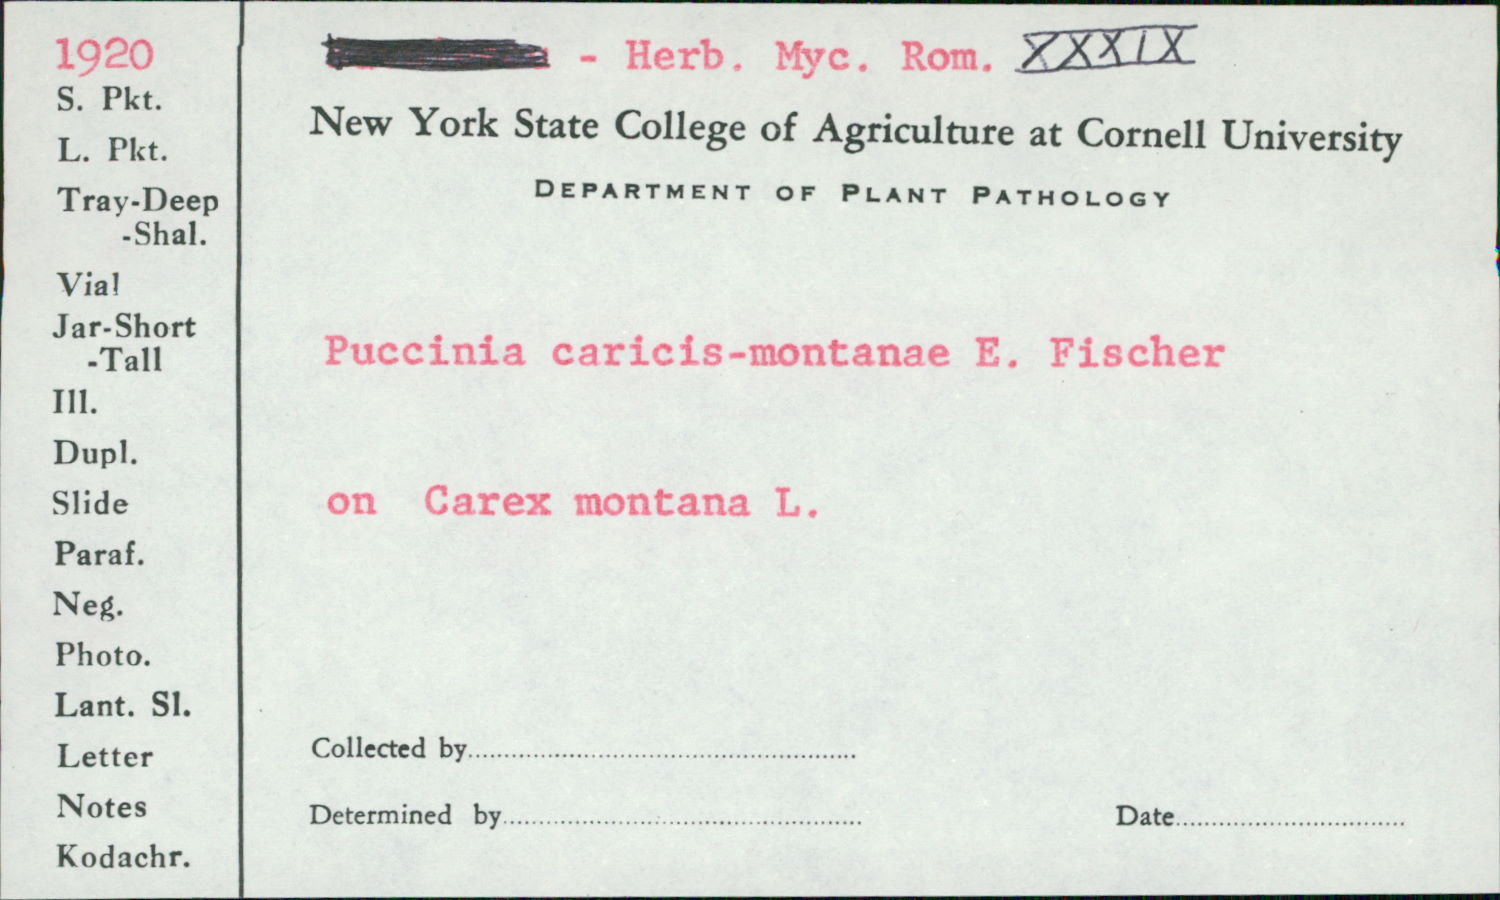 1920
S. Pkt.
L. Pkt.
Tray-Deep
-Shal.
Vial
Jar-Short
-Tall
Ill.
Dupl.
Slide
Paraf.
Neg.
Photo.
Lant. Sl.
Letter
Notes
Kodachr.
- Herb. Myc. Rom. XXXIX
New York State College of Agriculture at Cornell University
DEPARTMENT OF PLANT PATHOLOGY
Puccinia caricis-montanae E. Fischer
on Carex montana L.
Collected by
Determined by
Date